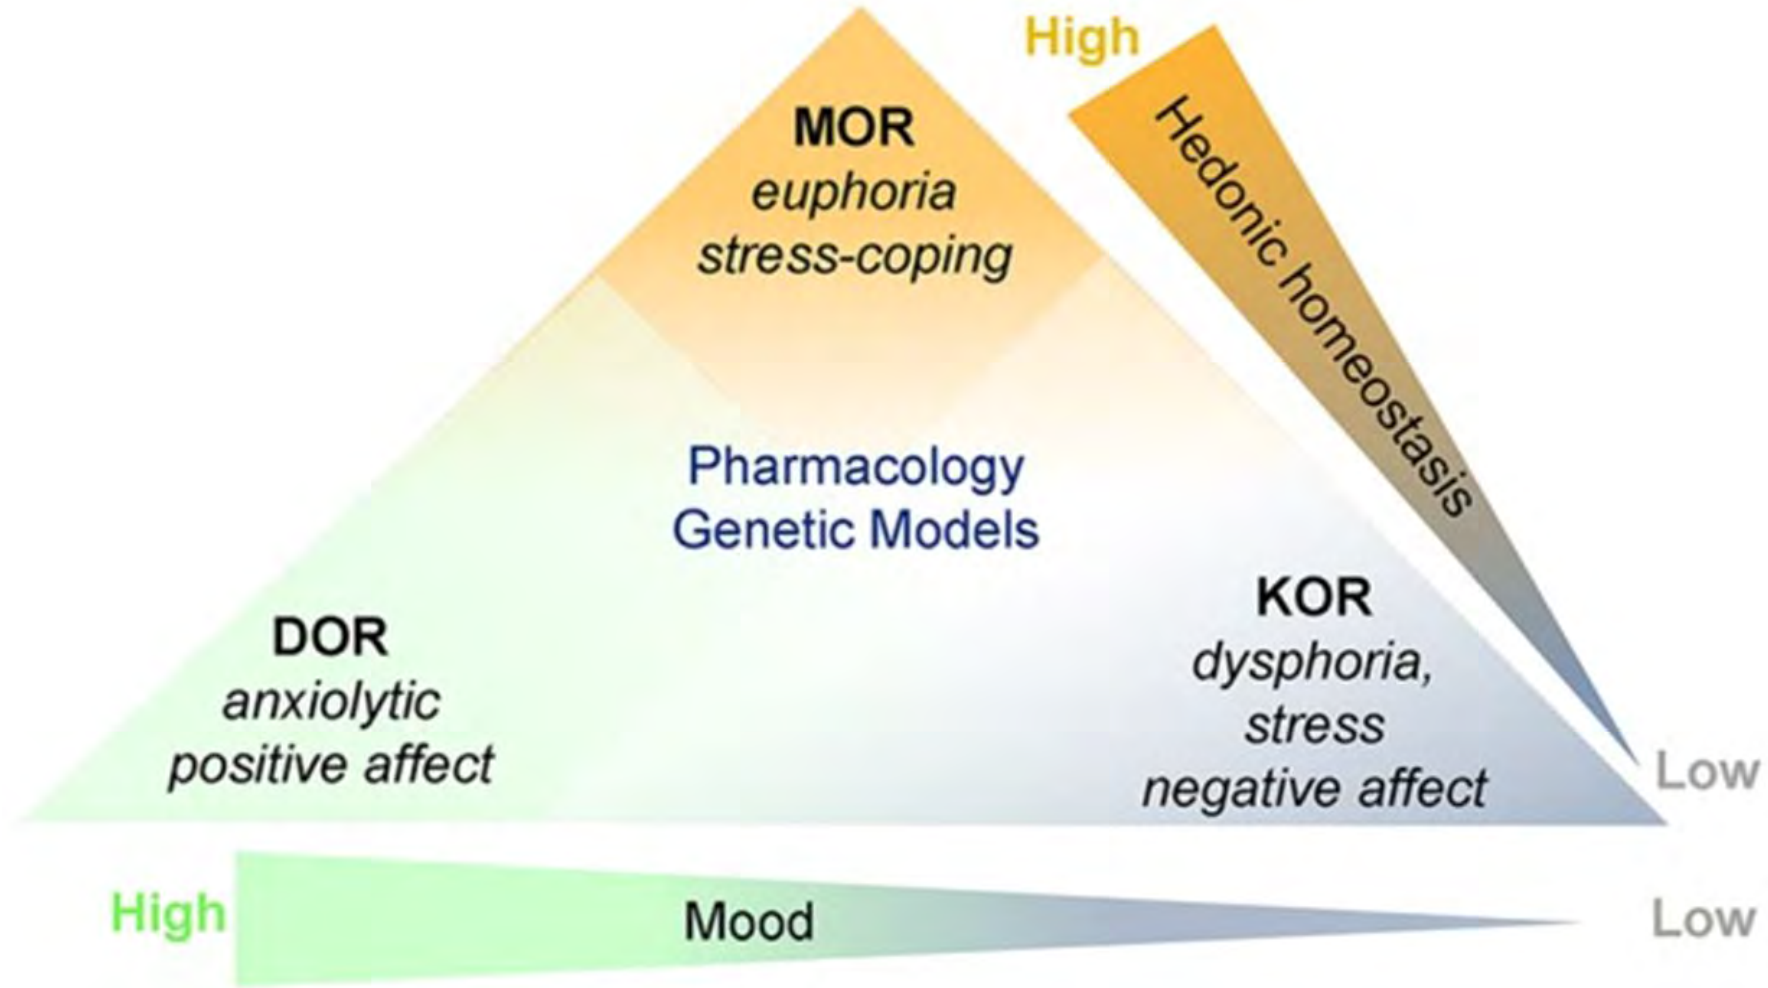 High
MOR
euphoria
stress-coping
Hedonic homeostasis
Pharmacology
Genetic Models
DOR
anxiolytic
positive affect
KOR
dysphoria,
stress
negative affect
Low
High
Mood
Low